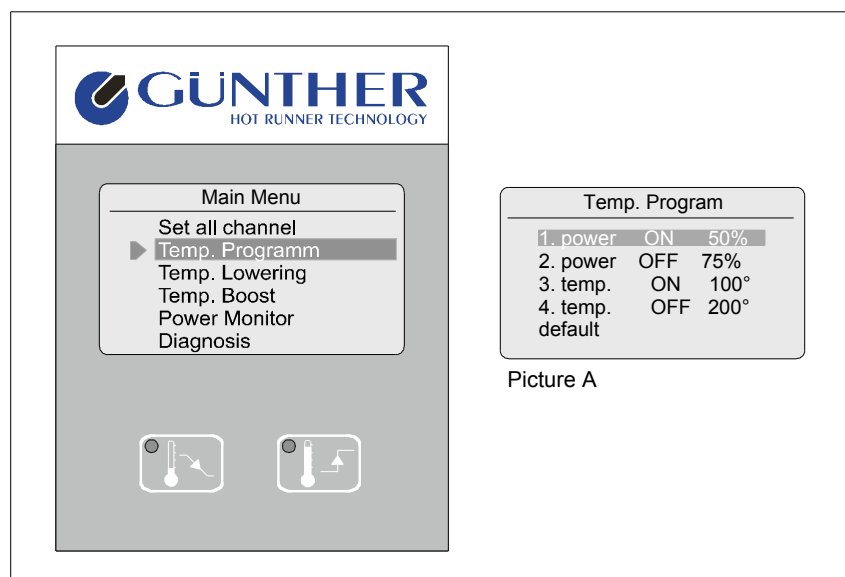 GÜNTHER
HOT RUNNER TECHNOLOGY
Main Menu
Set all channel
Temp. Programm
Temp. Lowering
Temp. Boost
Power Monitor
Diagnosis
Temp. Program
1. power ON 50%
2. power OFF 75%
3. temp. ON 100°
4. temp. OFF 200°
default
Picture A